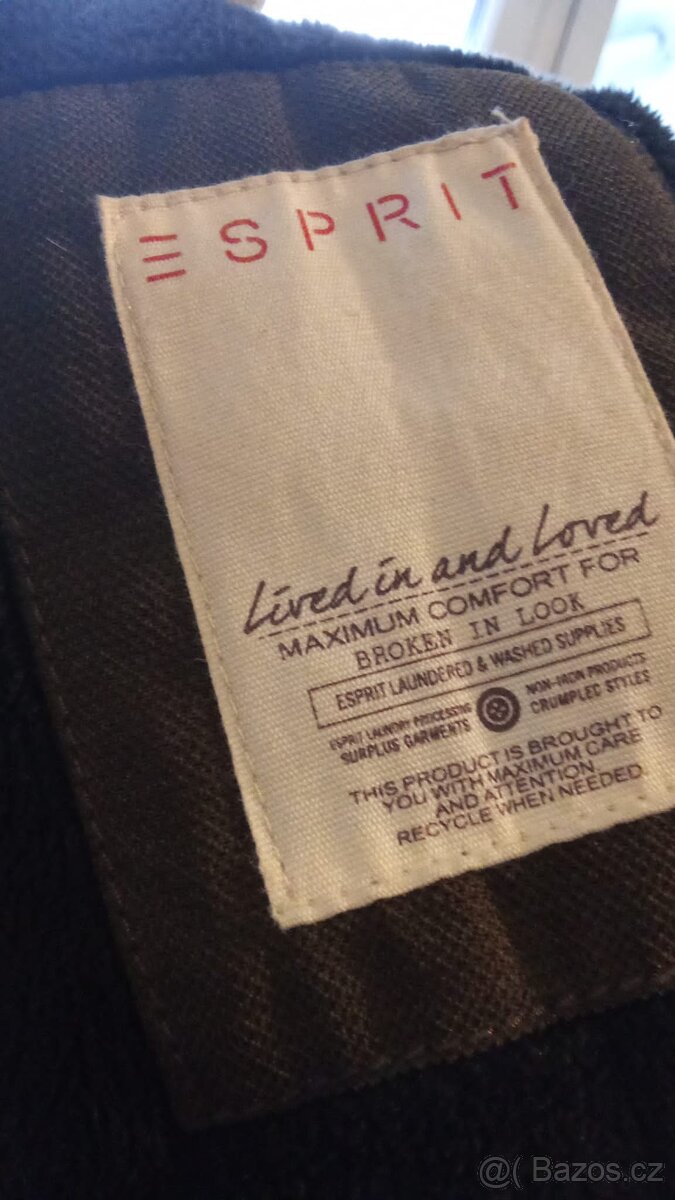 ESPRIT
Lived in and Loved
MAXIMUM COMFORT FOR
BROKEN IN LOOK
ESPRIT LAUNDERED & WASHED SUPPLIES
ESPRIT LAUNDRY PROCESSING NON-IRON PRODUCTS
SURPLUS GARMENTS CRUMPLED STYLES
THIS PRODUCT IS BROUGHT TO
YOU WITH MAXIMUM CARE
AND ATTENTION
RECYCLE WHEN NEEDED.
@( Bazos.cz